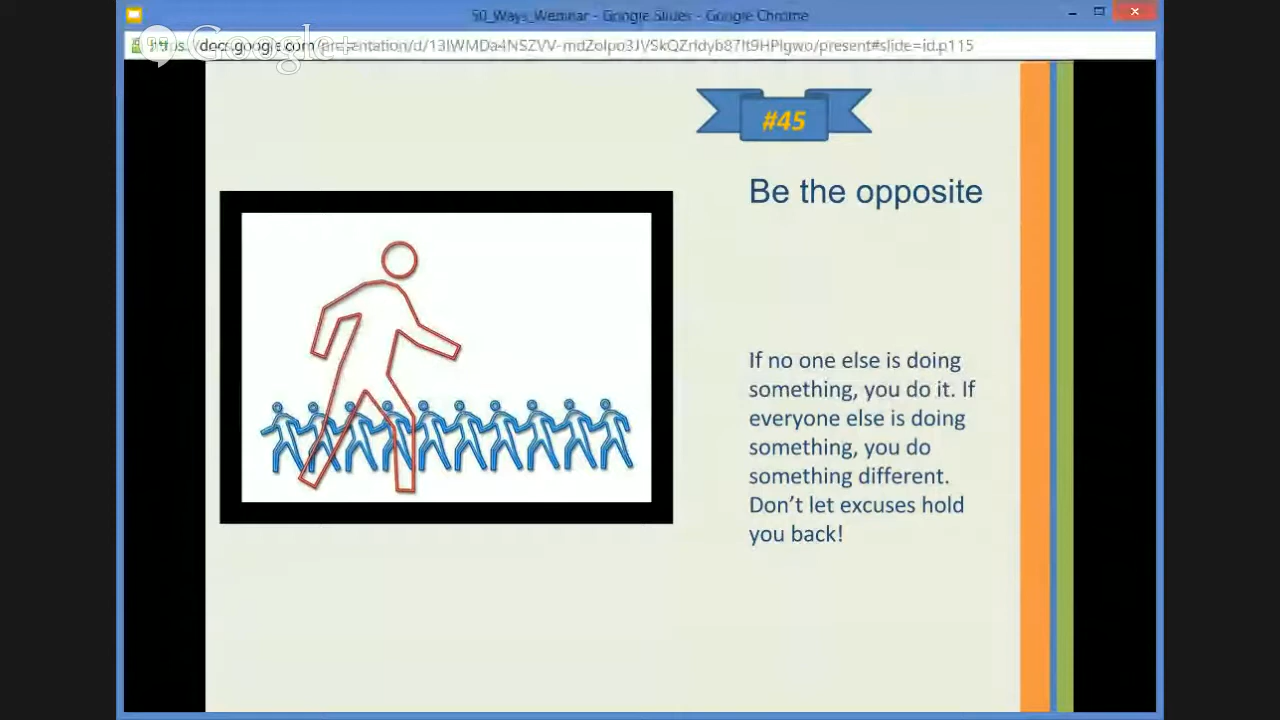 50_Ways_Webinar - Google Slides - Google Chrome
Google+
#45
Be the opposite
If no one else is doing
something, you do it. If
everyone else is doing
something, you do
something different.
Don’t let excuses hold
you back!